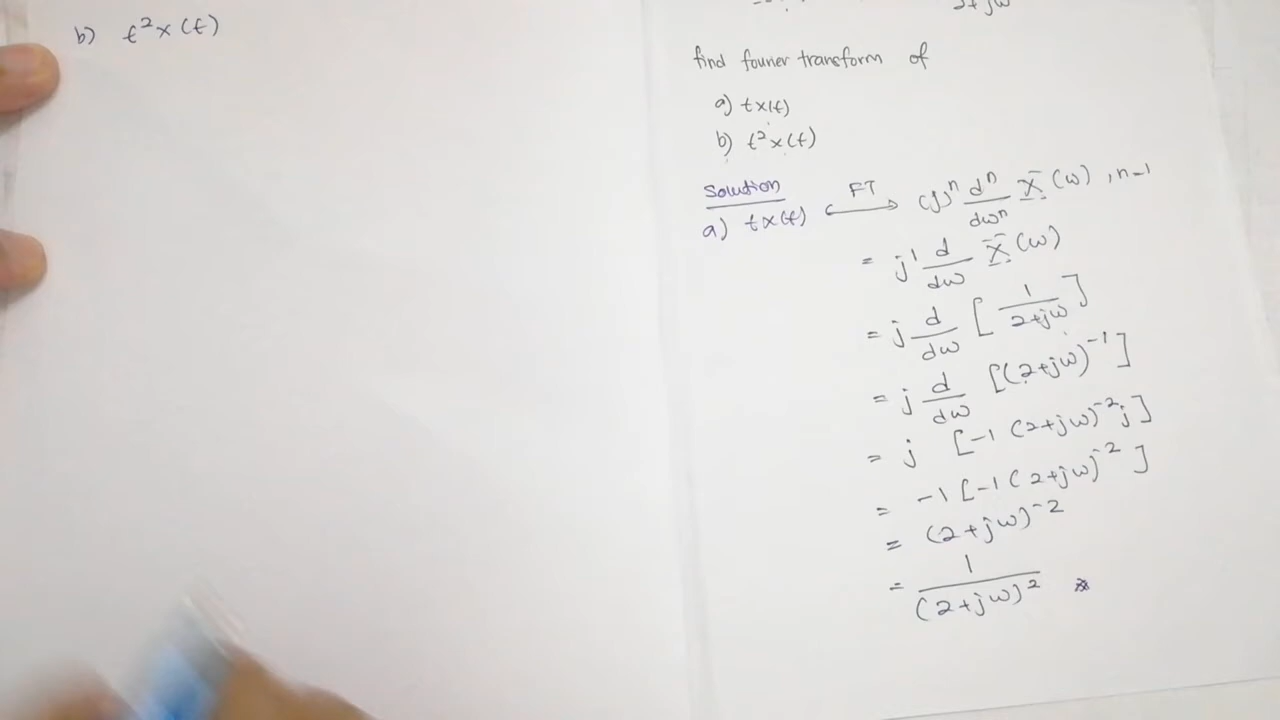 b) t²x(t)
2+jω
find fourier transform of
a) tx(t)
b) t²x(t)
Solution
a) tx(t) ⟷ FT (j)ⁿ dⁿ/dωⁿ X(ω) , n=1
= j¹ d/dω X(ω)
= j d/dω [ 1/2+jω ]
= j d/dω [(2+jω)⁻¹]
= j [-1 (2+jω)⁻² j]
= -1 [-1 (2+jω)⁻² ]
= (2+jω)⁻²
= 1/(2+jω)² *